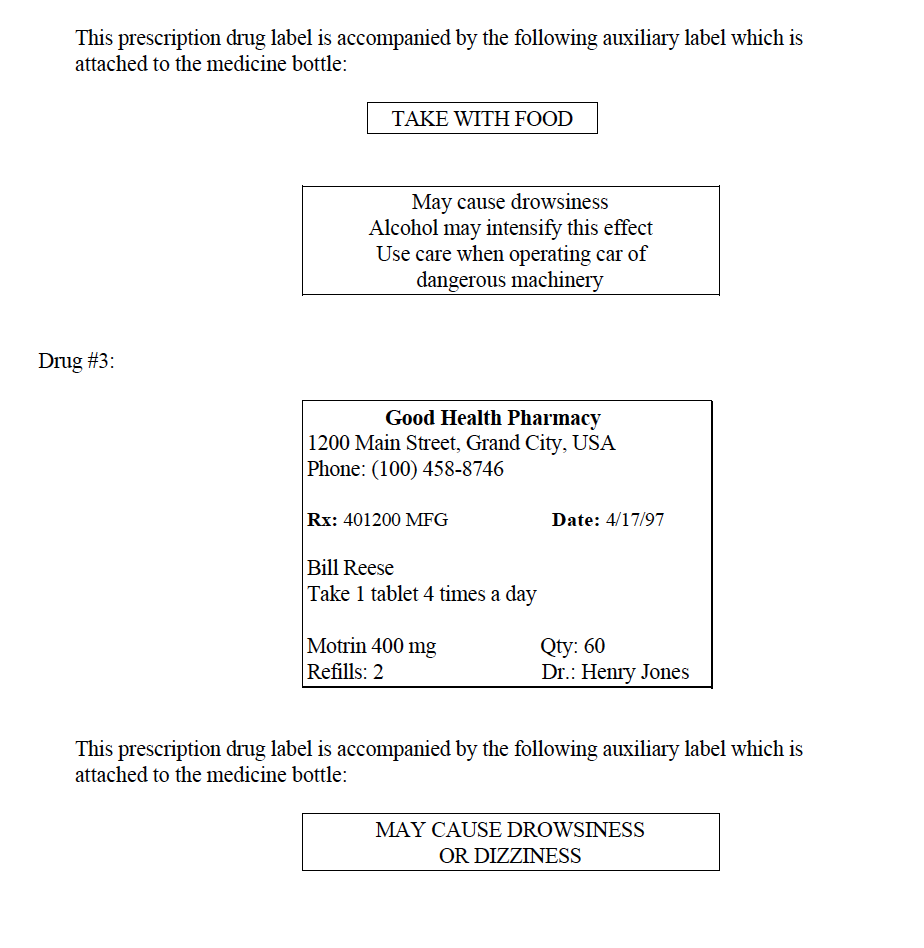 This prescription drug label is accompanied by the following auxiliary label which is
attached to the medicine bottle:
TAKE WITH FOOD
May cause drowsiness
Alcohol may intensify this effect
Use care when operating car of
dangerous machinery
Drug #3:
Good Health Pharmacy
1200 Main Street, Grand City, USA
Phone: (100) 458-8746
Rx: 401200 MFG Date: 4/17/97
Bill Reese
Take 1 tablet 4 times a day
Motrin 400 mg Qty: 60
Refills: 2 Dr.: Henry Jones
This prescription drug label is accompanied by the following auxiliary label which is
attached to the medicine bottle:
MAY CAUSE DROWSINESS
OR DIZZINESS